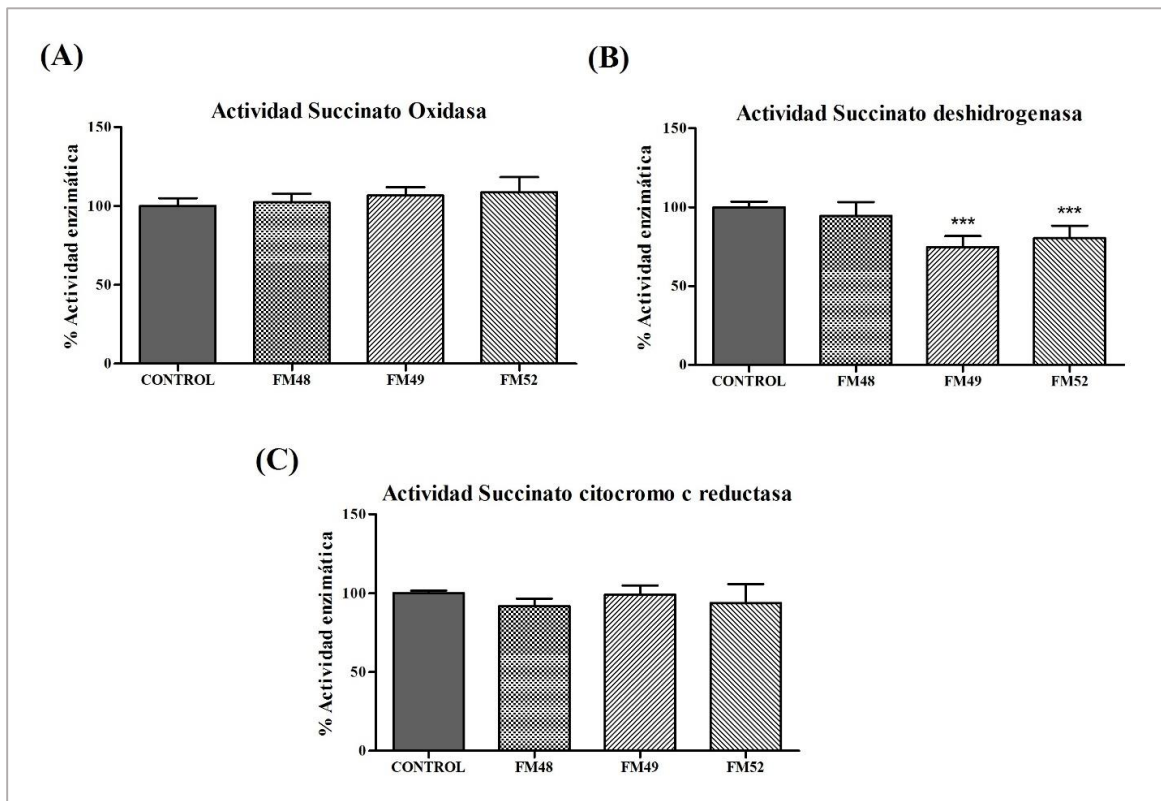 (A)
Actividad Succinato Oxidasa
% Actividad enzimática
150
100
50
0
CONTROL FM48 FM49 FM52
(B)
Actividad Succinato deshidrogenasa
% Actividad enzimática
150
100
50
0
*** ***
CONTROL FM48 FM49 FM52
(C)
Actividad Succinato citocromo c reductasa
% Actividad enzimática
150
100
50
0
CONTROL FM48 FM49 FM52